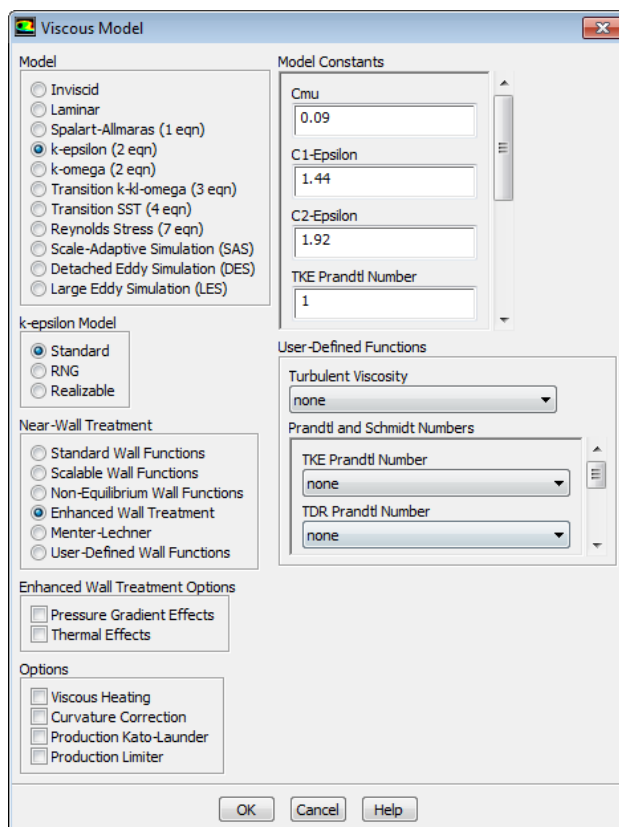 Viscous Model
Model
Inviscid
Laminar
Spalart-Allmaras (1 eqn)
k-epsilon (2 eqn)
k-omega (2 eqn)
Transition k-kl-omega (3 eqn)
Transition SST (4 eqn)
Reynolds Stress (7 eqn)
Scale-Adaptive Simulation (SAS)
Detached Eddy Simulation (DES)
Large Eddy Simulation (LES)
k-epsilon Model
Standard
RNG
Realizable
Near-Wall Treatment
Standard Wall Functions
Scalable Wall Functions
Non-Equilibrium Wall Functions
Enhanced Wall Treatment
Menter-Lechner
User-Defined Wall Functions
Enhanced Wall Treatment Options
Pressure Gradient Effects
Thermal Effects
Options
Viscous Heating
Curvature Correction
Production Kato-Launder
Production Limiter
Model Constants
Cmu
0.09
C1-Epsilon
1.44
C2-Epsilon
1.92
TKE Prandtl Number
1
User-Defined Functions
Turbulent Viscosity
none
Prandtl and Schmidt Numbers
TKE Prandtl Number
none
TDR Prandtl Number
none
OK Cancel Help